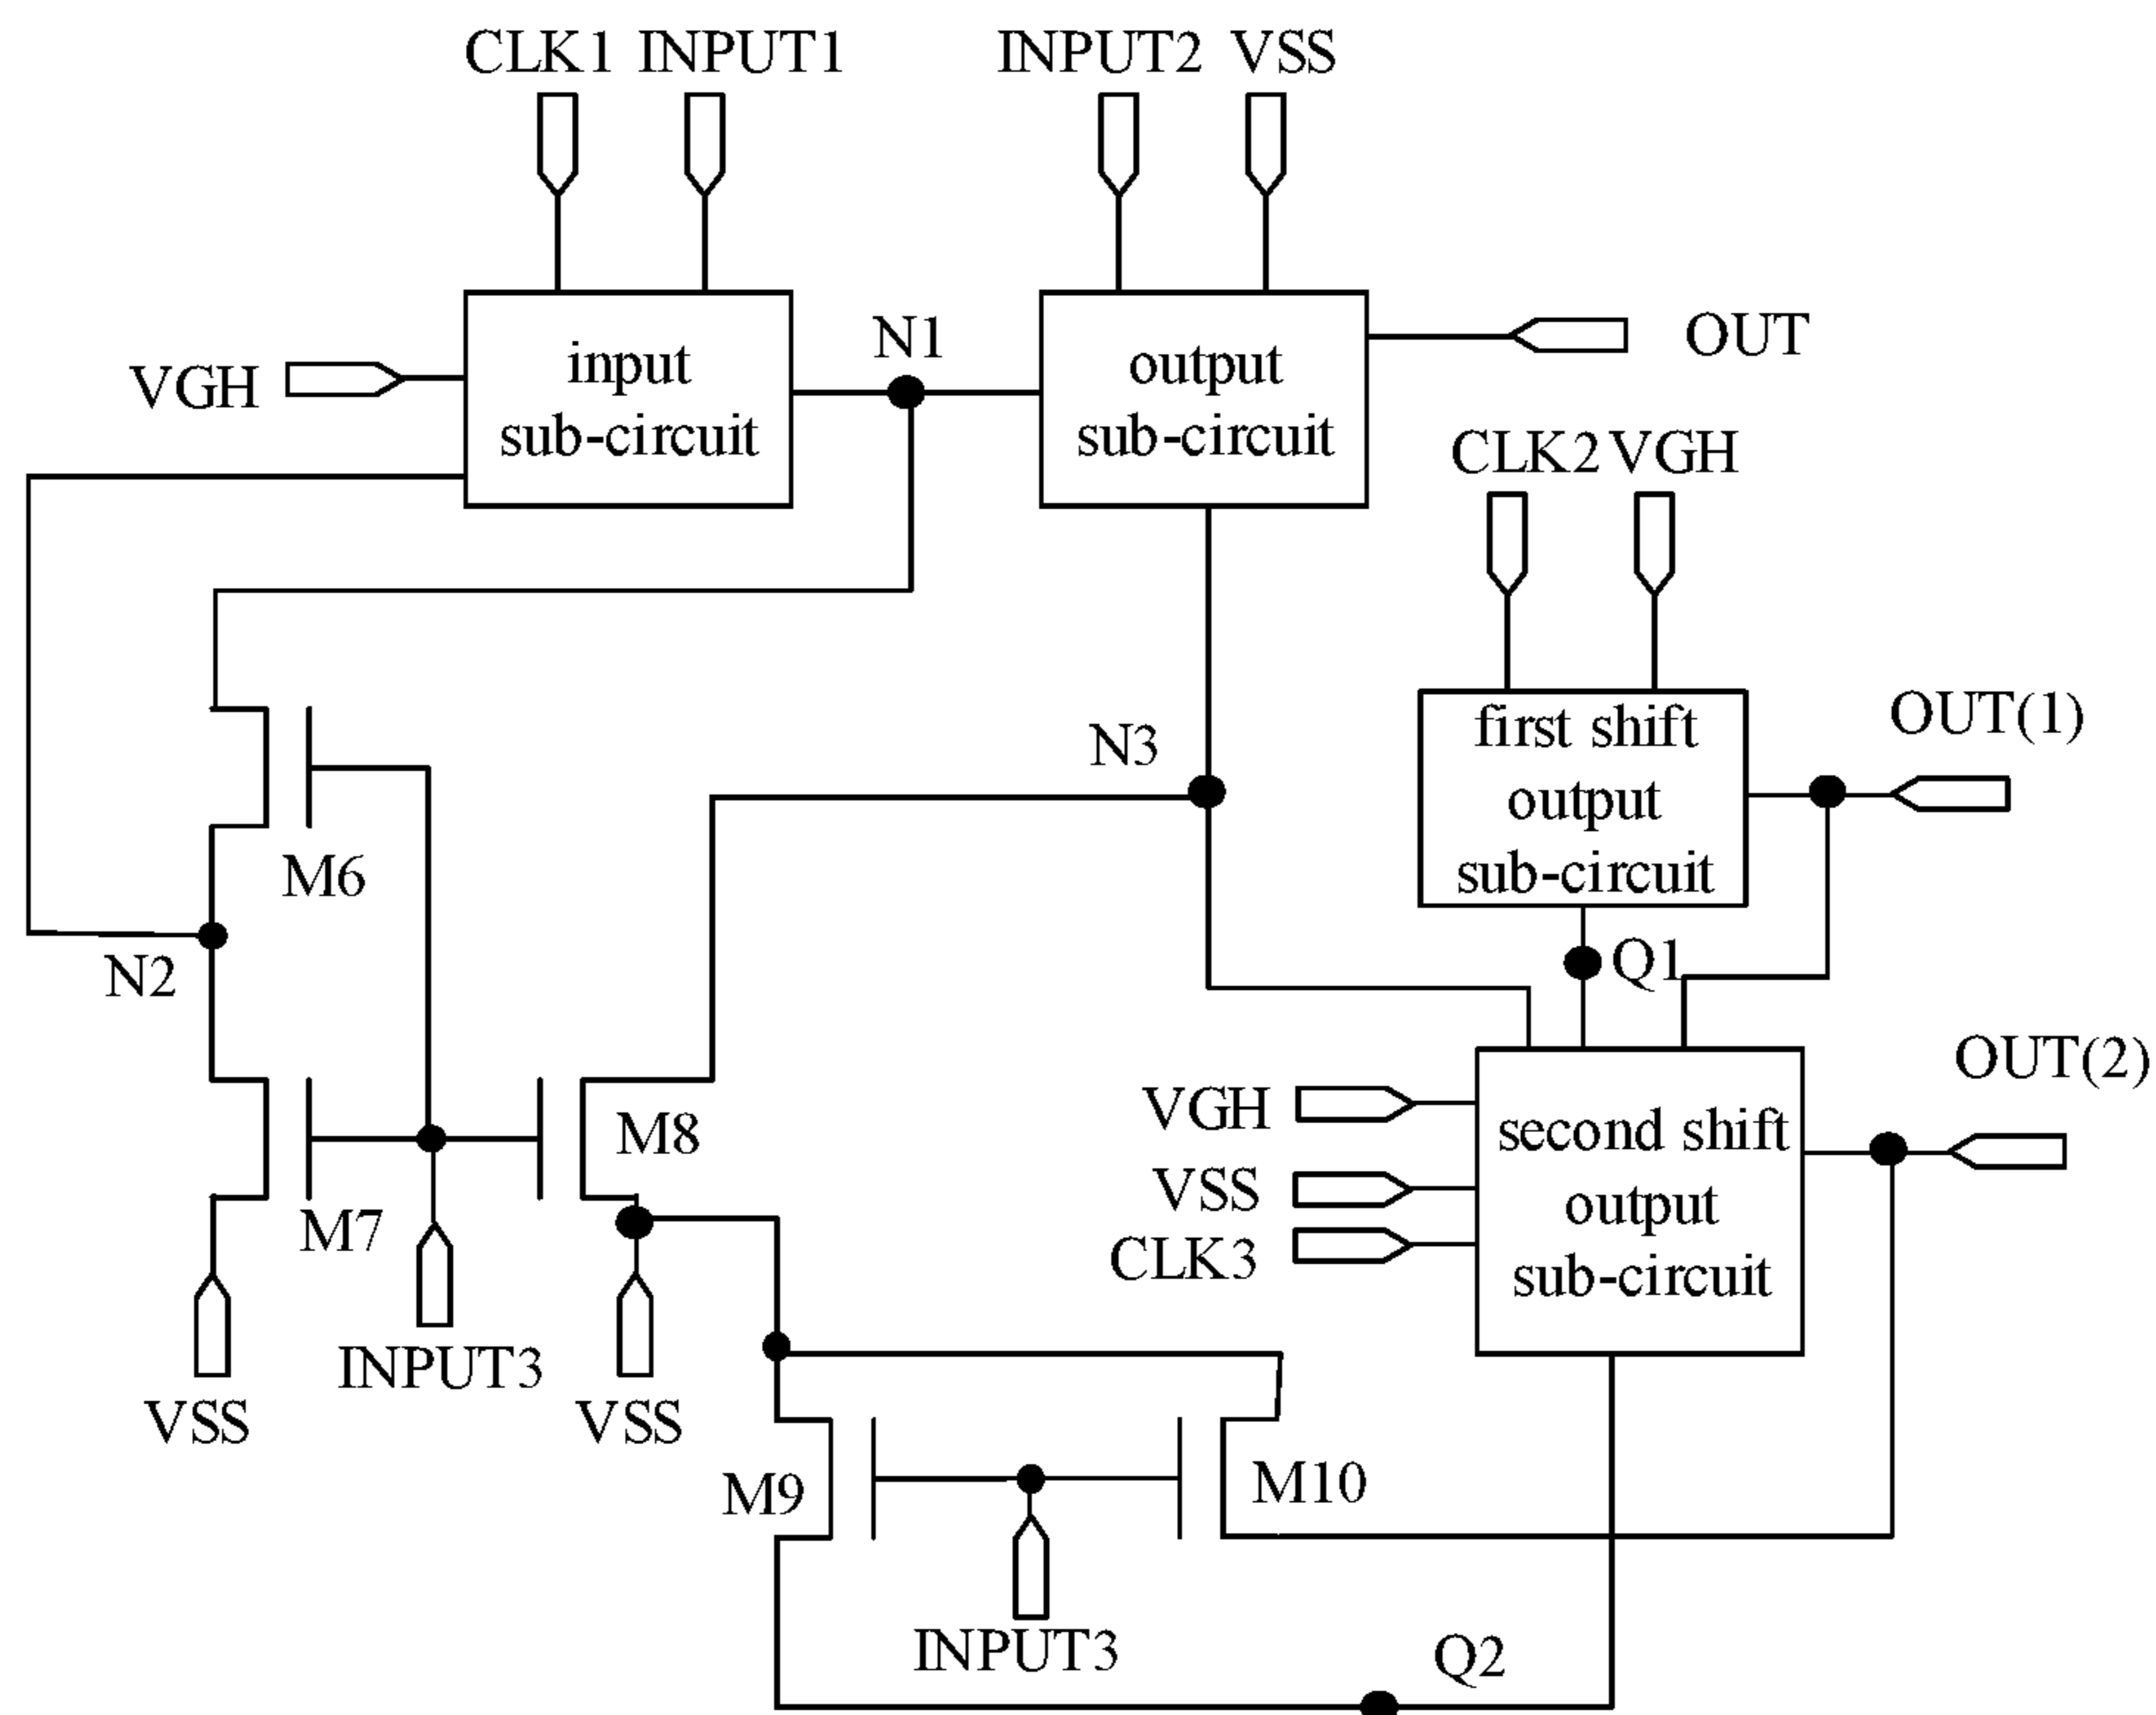 CLK1 INPUT1 INPUT2 VSS
VGH
input
sub-circuit
N1
output
sub-circuit
OUT
CLK2 VGH
first shift
output
sub-circuit
OUT(1)
N3
M6
N2
Q1
OUT(2)
VGH
VSS
CLK3
second shift
output
sub-circuit
M8
M7
INPUT3
VSS
VSS
M9
M10
INPUT3
Q2